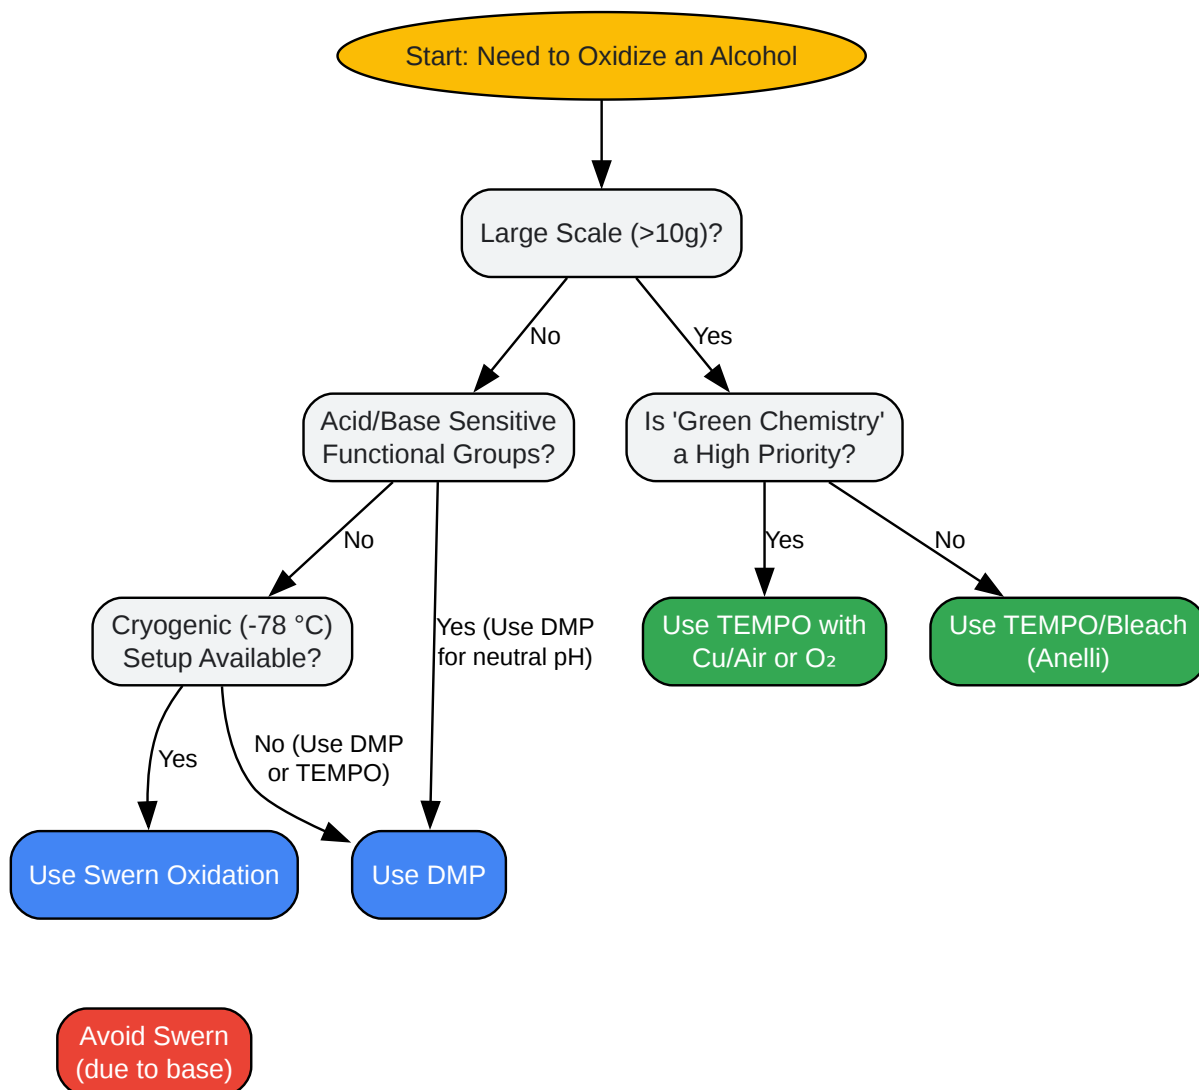 Start: Need to Oxidize an Alcohol
Large Scale (>10g)?
No
Yes
Acid/Base Sensitive
Functional Groups?
Is 'Green Chemistry'
a High Priority?
No
Yes
No
Cryogenic (-78 °C)
Setup Available?
Yes (Use DMP
for neutral pH)
Use TEMPO with
Cu/Air or O₂
Use TEMPO/Bleach
(Anelli)
Yes
No (Use DMP
or TEMPO)
Use Swern Oxidation
Use DMP
Avoid Swern
(due to base)